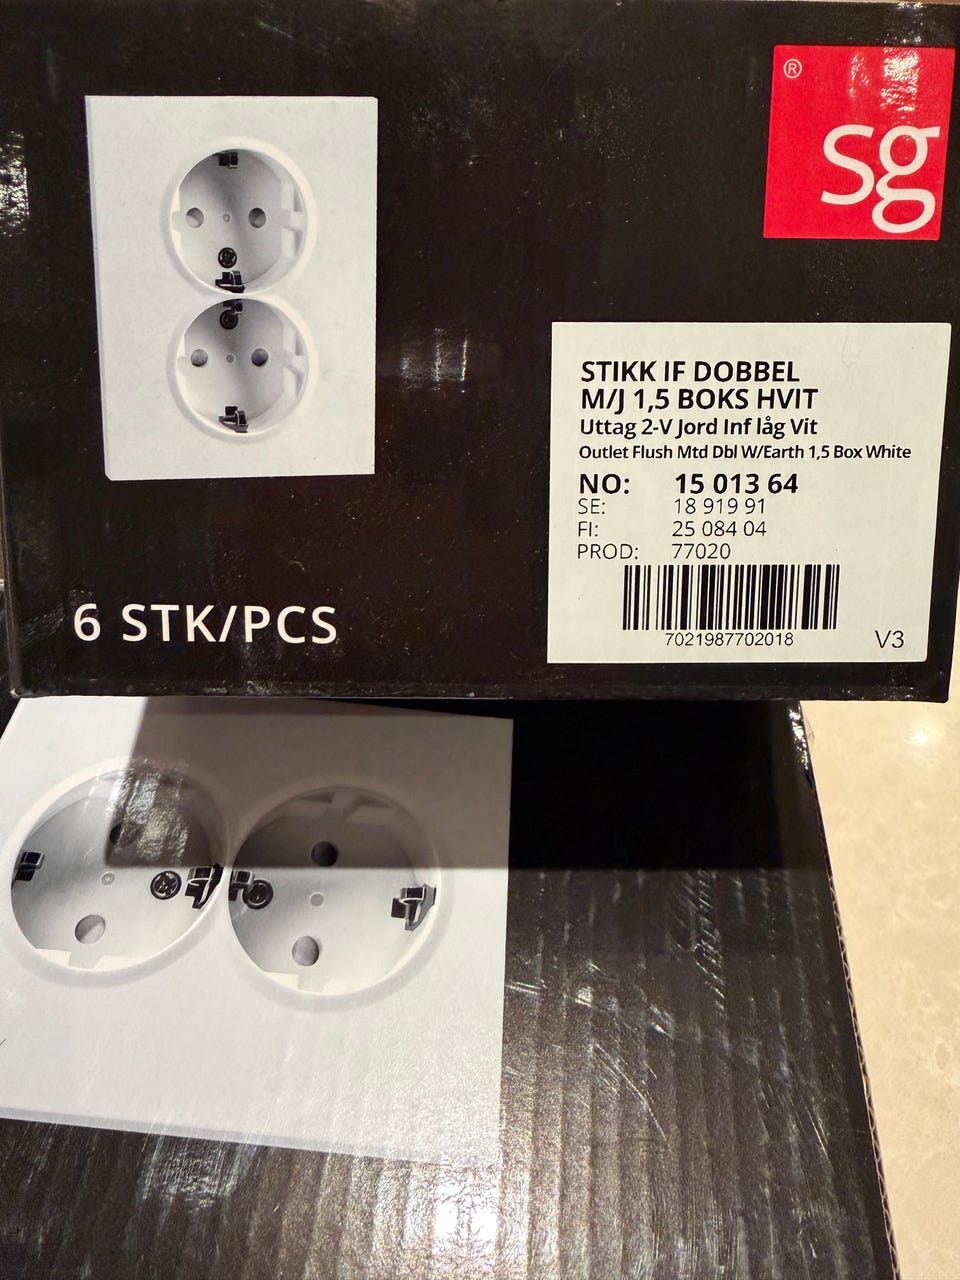 ®
sg
STIKK IF DOBBEL
M/J 1,5 BOKS HVIT
Uttag 2-V Jord Inf låg Vit
Outlet Flush Mtd Dbl W/Earth 1,5 Box White
NO: 15 013 64
SE: 18 919 91
FI: 25 084 04
PROD: 77020
7021987702018
V3
6 STK/PCS